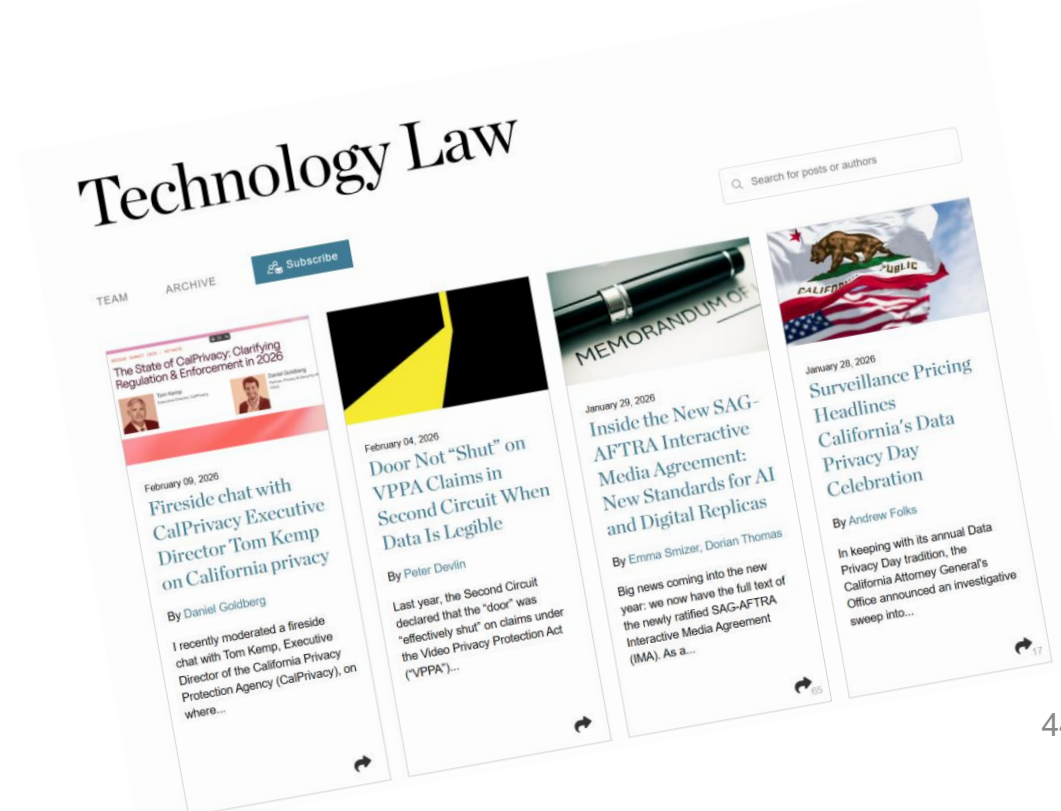 Technology Law
Search for posts or authors
TEAM
ARCHIVE
Subscribe
The State of CalPrivacy: Clarifying
Regulation & Enforcement in 2026
Tom Kemp
Daniel Goldberg
February 09, 2026
Fireside chat with
CalPrivacy Executive
Director Tom Kemp
on California privacy
By Daniel Goldberg
I recently moderated a fireside
chat with Tom Kemp, Executive
Director of the California Privacy
Protection Agency (CalPrivacy), on
where...
February 04, 2026
Door Not “Shut” on
VPPA Claims in
Second Circuit When
Data Is Legible
By Peter Devlin
Last year, the Second Circuit
declared that the “door” was
“effectively shut” on claims under
the Video Privacy Protection Act
(“VPPA”)...
MEMORANDUM OF
January 29, 2026
Inside the New SAG-
AFTRA Interactive
Media Agreement:
New Standards for AI
and Digital Replicas
By Emma Smizer, Dorian Thomas
Big news coming into the new
year: we now have the full text of
the newly ratified SAG-AFTRA
Interactive Media Agreement
(IMA). As a...
65
January 28, 2026
Surveillance Pricing
Headlines
California's Data
Privacy Day
Celebration
By Andrew Folks
In keeping with its annual Data
Privacy Day tradition, the
California Attorney General's
Office announced an investigative
sweep into...
17